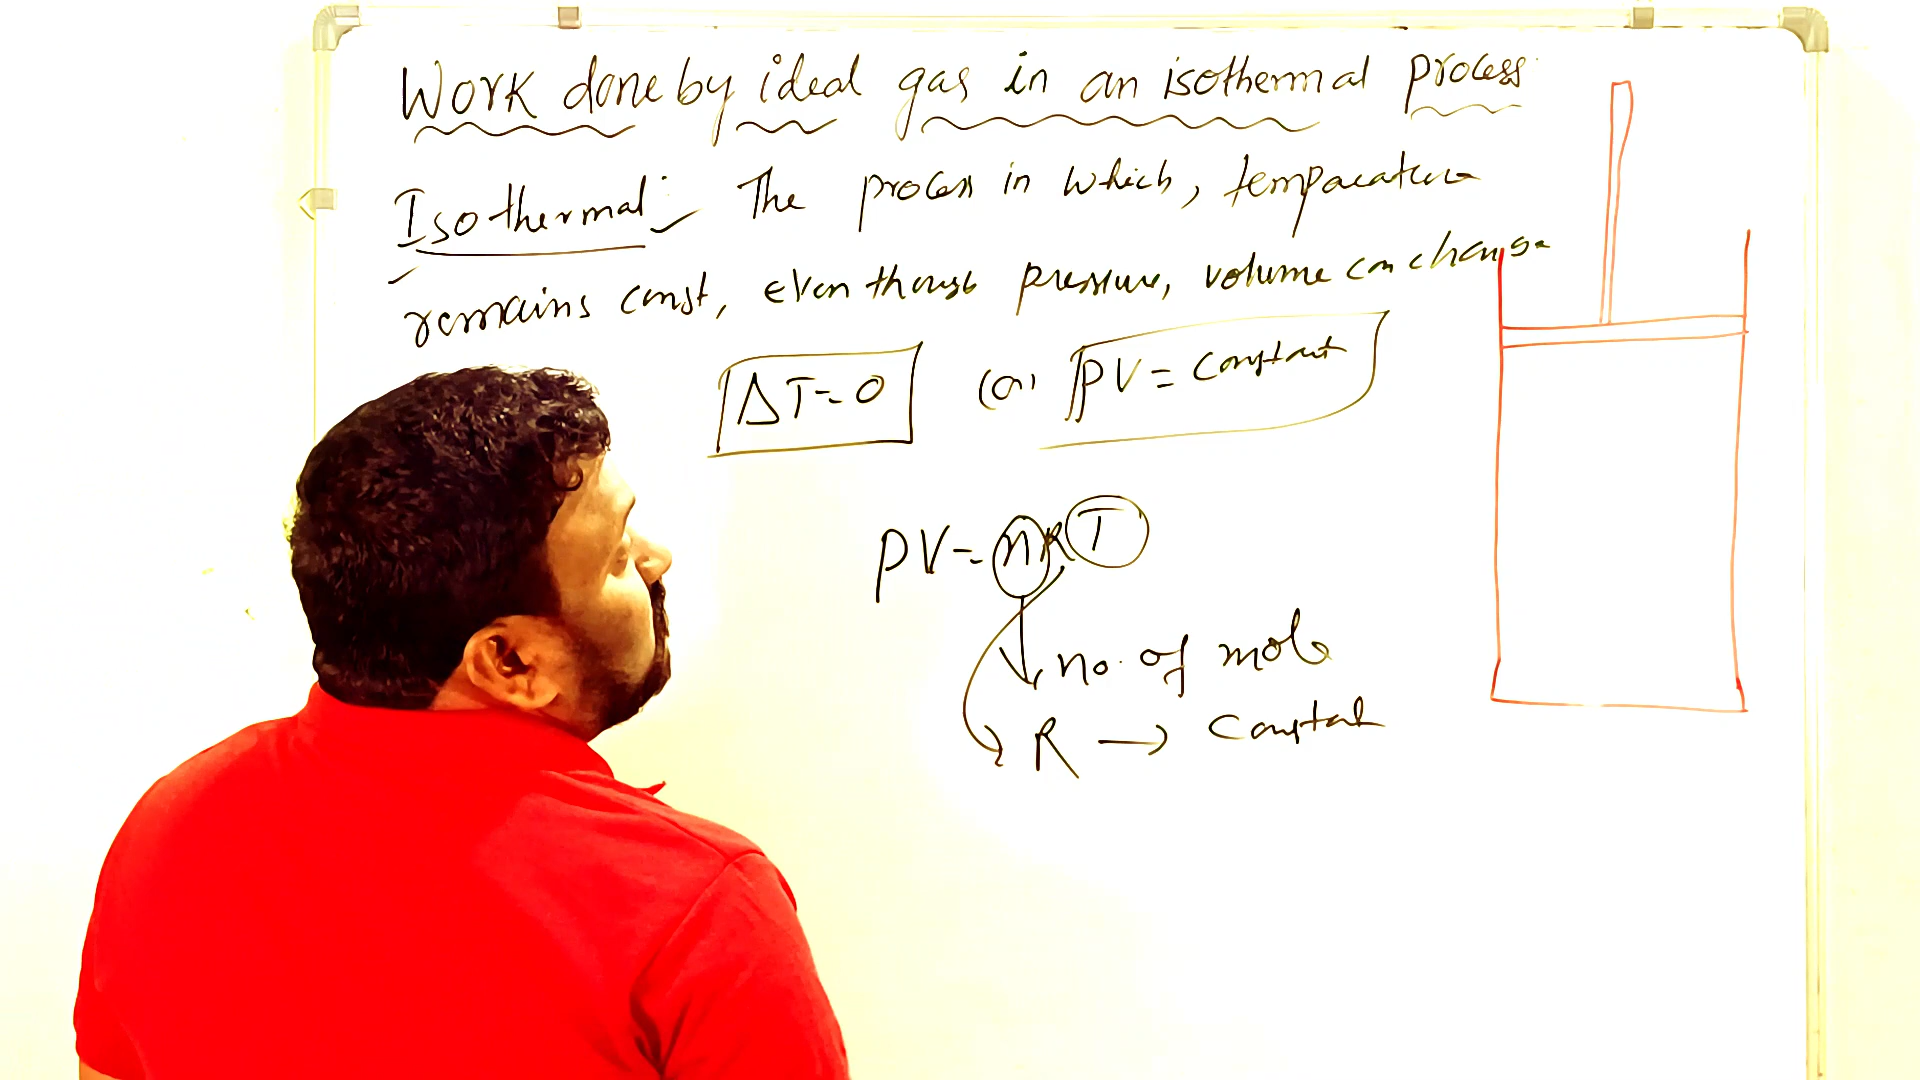 Work done by ideal gas in an isothermal process
Isothermal:- The process in which, temparature
remains const, even though pressure, volume can change
ΔT=0 (or) PV = constant
PV=nRT
no. of mole
R → constant